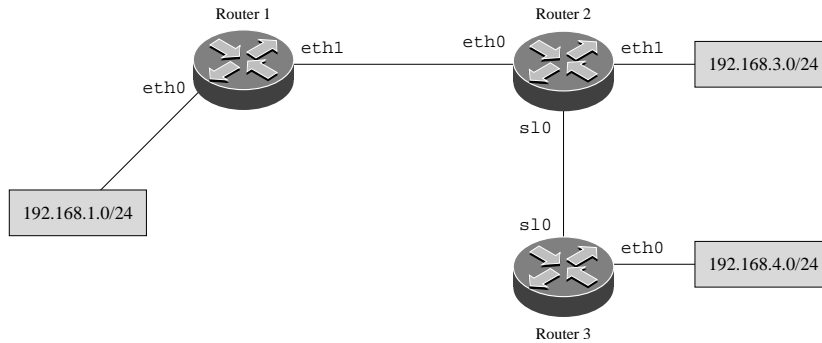 Router 1
Router 2
eth1
eth0
eth1
192.168.3.0/24
eth0
sl0
192.168.1.0/24
sl0
eth0
192.168.4.0/24
Router 3